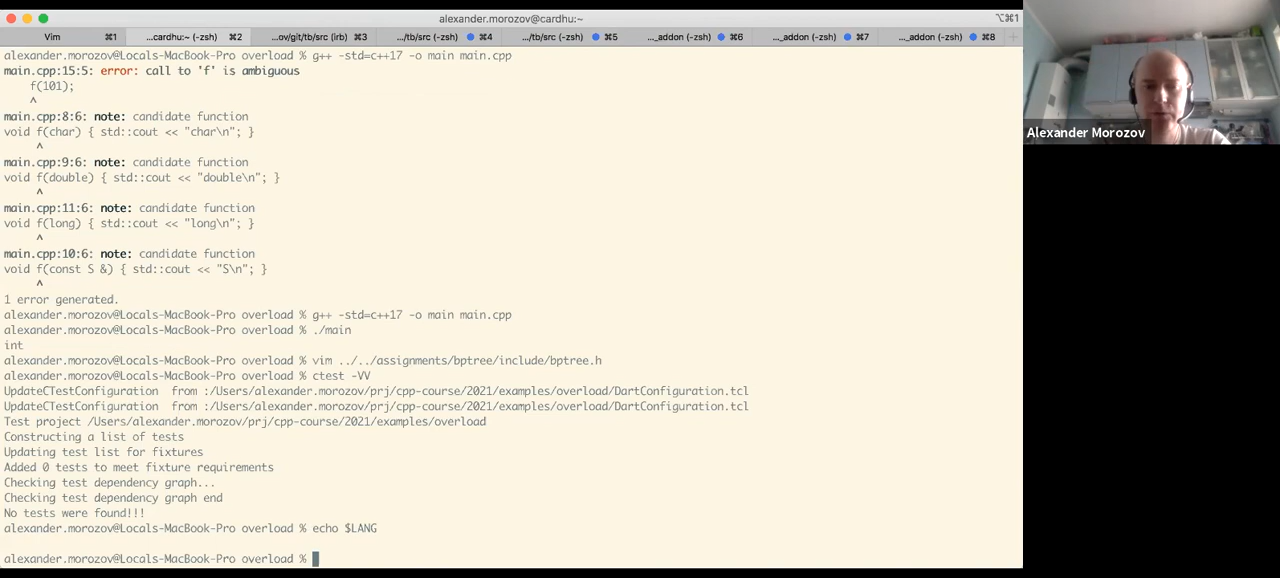 alexander.morozov@cardhu:~
⌥⌘1
Vim ⌘1 ...cardhu:~ (-zsh) ⌘2 ...ov/git/tb/src (irb) ⌘3 .../tb/src (-zsh) ⌘4 .../tb/src (-zsh) ⌘5 ..._addon (-zsh) ⌘6 ..._addon (-zsh) ⌘7 ..._addon (-zsh) ⌘8
alexander.morozov@Locals-MacBook-Pro overload % g++ -std=c++17 -o main main.cpp
main.cpp:15:5: error: call to 'f' is ambiguous
    f(101);
    ^
main.cpp:8:6: note: candidate function
void f(char) { std::cout << "char\n"; }
     ^
main.cpp:9:6: note: candidate function
void f(double) { std::cout << "double\n"; }
     ^
main.cpp:11:6: note: candidate function
void f(long) { std::cout << "long\n"; }
     ^
main.cpp:10:6: note: candidate function
void f(const S &) { std::cout << "S\n"; }
     ^
1 error generated.
alexander.morozov@Locals-MacBook-Pro overload % g++ -std=c++17 -o main main.cpp
alexander.morozov@Locals-MacBook-Pro overload % ./main
int
alexander.morozov@Locals-MacBook-Pro overload % vim ../../assignments/bptree/include/bptree.h
alexander.morozov@Locals-MacBook-Pro overload % ctest -VV
UpdateCTestConfiguration  from :/Users/alexander.morozov/prj/cpp-course/2021/examples/overload/DartConfiguration.tcl
UpdateCTestConfiguration  from :/Users/alexander.morozov/prj/cpp-course/2021/examples/overload/DartConfiguration.tcl
Test project /Users/alexander.morozov/prj/cpp-course/2021/examples/overload
Constructing a list of tests
Updating test list for fixtures
Added 0 tests to meet fixture requirements
Checking test dependency graph...
Checking test dependency graph end
No tests were found!!!
alexander.morozov@Locals-MacBook-Pro overload % echo $LANG
alexander.morozov@Locals-MacBook-Pro overload %
Alexander Morozov